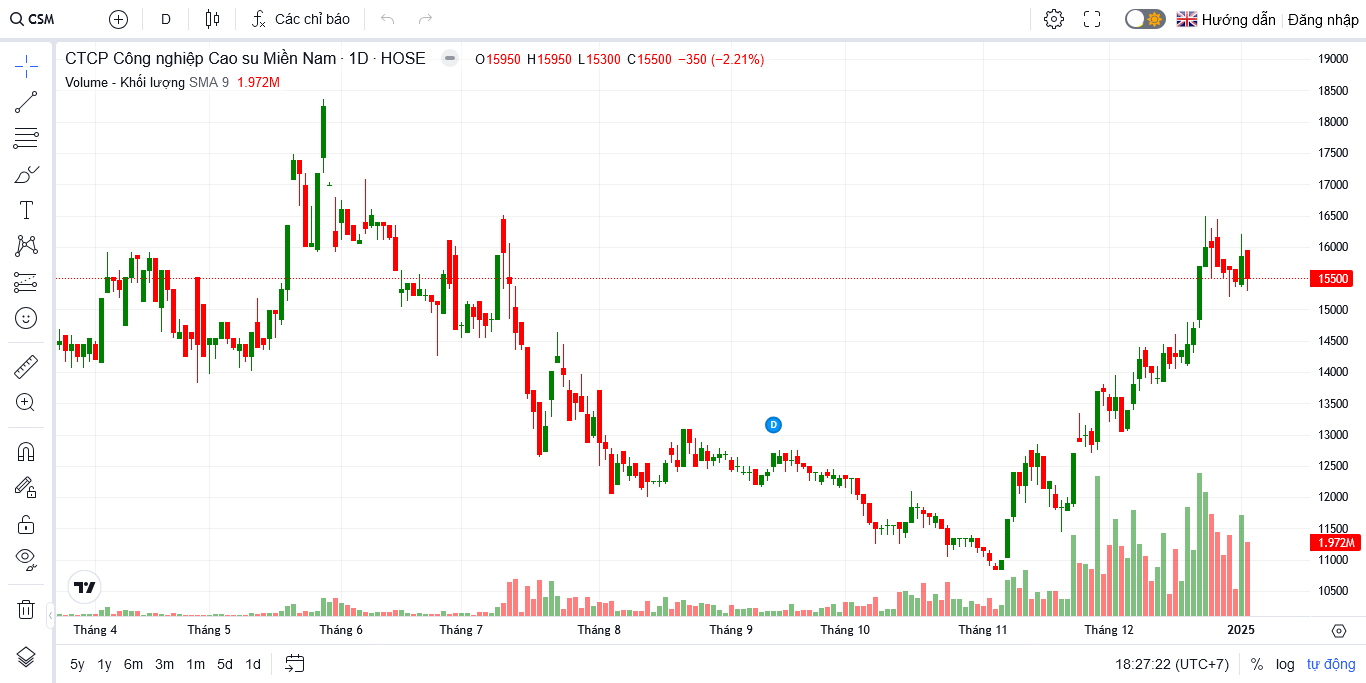 CSM D Các chỉ báo Hướng dẫn Đăng nhập
CTCP Công nghiệp Cao su Miền Nam · 1D · HOSE O15950 H15950 L15300 C15500 −350 (−2.21%)
Volume - Khối lượng SMA 9 1.972M
19000
18500
18000
17500
17000
16500
16000
15500
15000
14500
14000
13500
13000
D
12500
12000
11500
1.972M
11000
10500
Tháng 4 Tháng 5 Tháng 6 Tháng 7 Tháng 8 Tháng 9 Tháng 10 Tháng 11 Tháng 12 2025
5y 1y 6m 3m 1m 5d 1d 18:27:22 (UTC+7) % log tự động